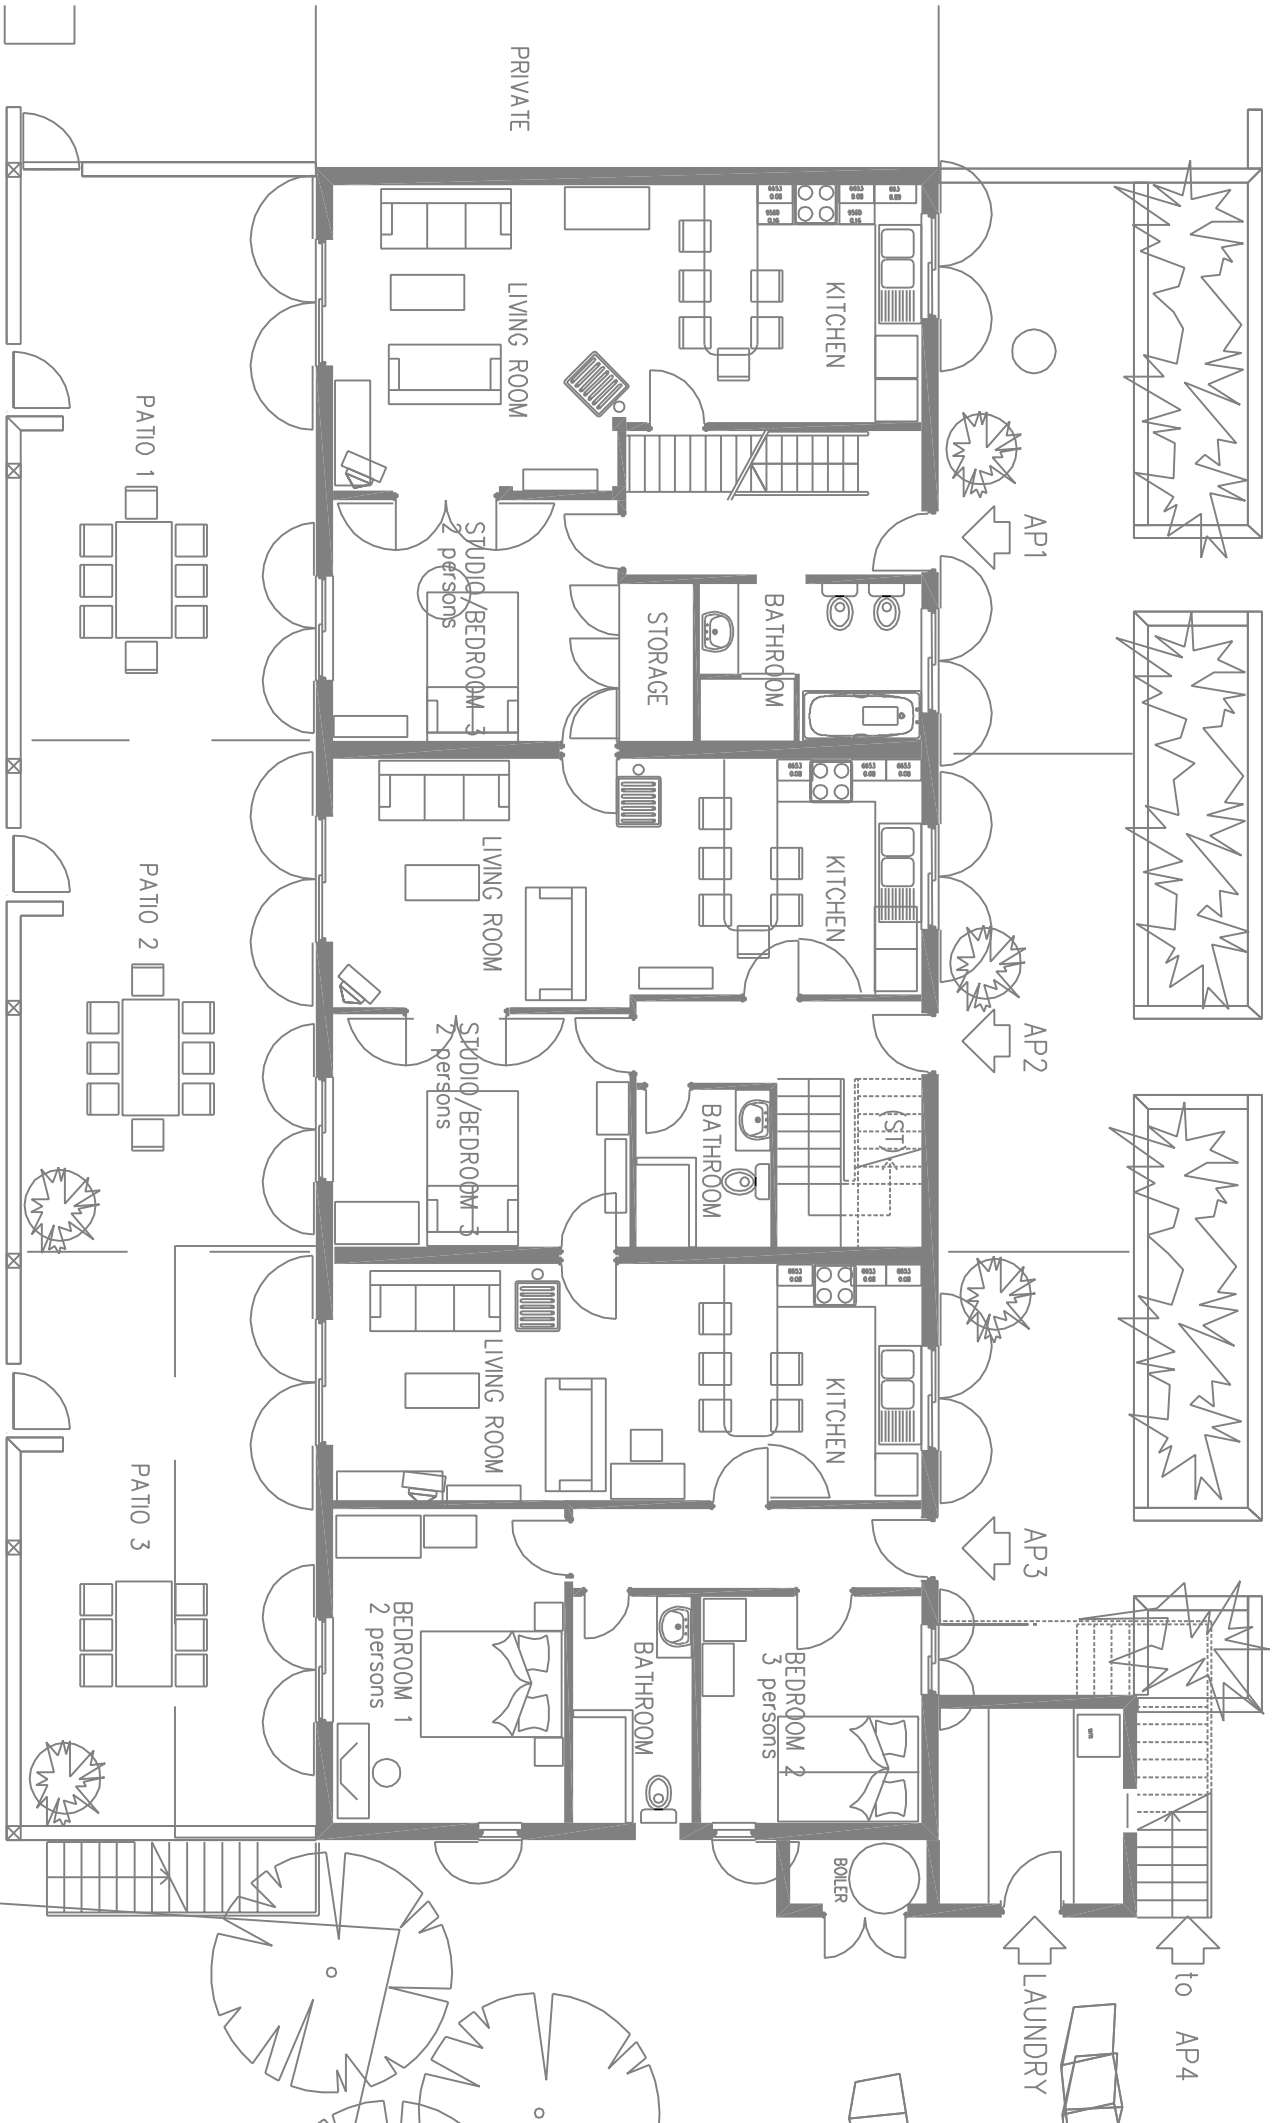 PRIVATE
LIVING ROOM
KITCHEN
PATIO 1
AP1
STUDIO/BEDROOM 3
2 persons
STORAGE
BATHROOM
LIVING ROOM
KITCHEN
PATIO 2
AP2
STUDIO/BEDROOM 3
2 persons
BATHROOM
ST
LIVING ROOM
KITCHEN
PATIO 3
AP3
BEDROOM 1
2 persons
BATHROOM
BEDROOM 2
3 persons
BOILER
LAUNDRY
to AP4